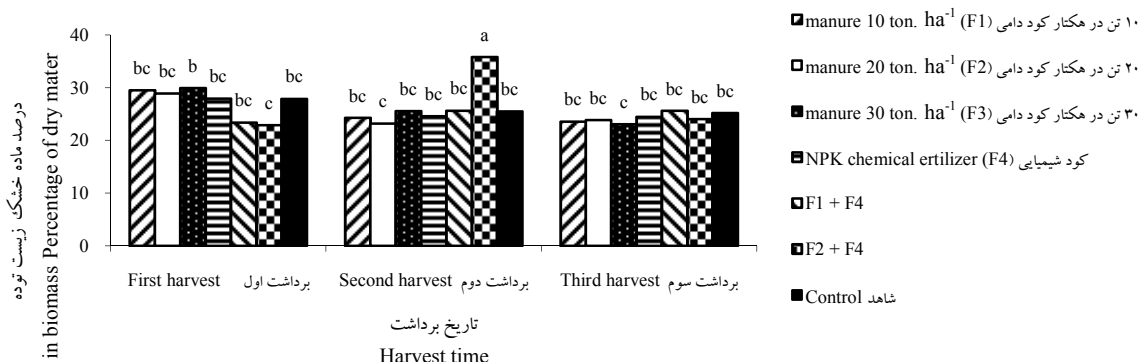 درصد ماده خشک زیست توده
in biomass Percentage of dry mater
40
30
20
10
0
bc bc b bc bc c bc
bc c bc bc bc a bc
bc bc c bc bc bc bc
First harvest برداشت اول
Second harvest برداشت دوم
Third harvest برداشت سوم
تاریخ برداشت
Harvest time
manure 10 ton. ha⁻¹ (F1) ۱۰ تن در هکتار کود دامی
manure 20 ton. ha⁻¹ (F2) ۲۰ تن در هکتار کود دامی
manure 30 ton. ha⁻¹ (F3) ۳۰ تن در هکتار کود دامی
NPK chemical ertilizer (F4) کود شیمیایی
F1 + F4
F2 + F4
Control شاهد